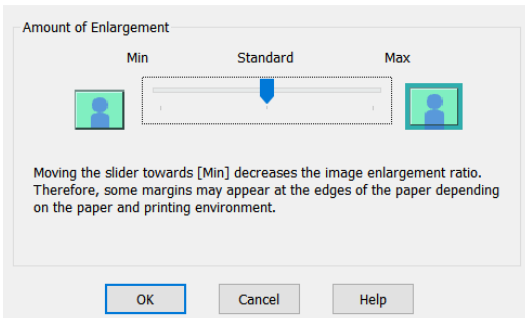 Amount of Enlargement
Min Standard Max
Moving the slider towards [Min] decreases the image enlargement ratio.
Therefore, some margins may appear at the edges of the paper depending
on the paper and printing environment.
OK Cancel Help